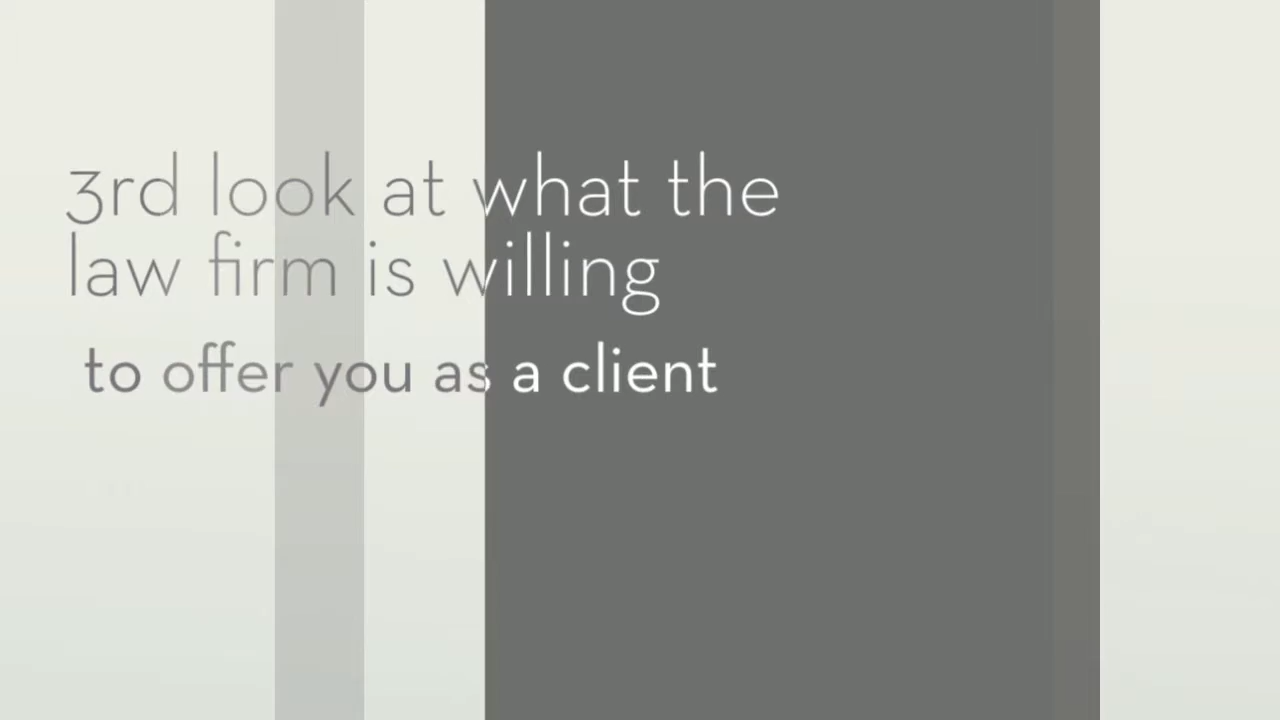 3rd look at what the
law firm is willing
to offer you as a client